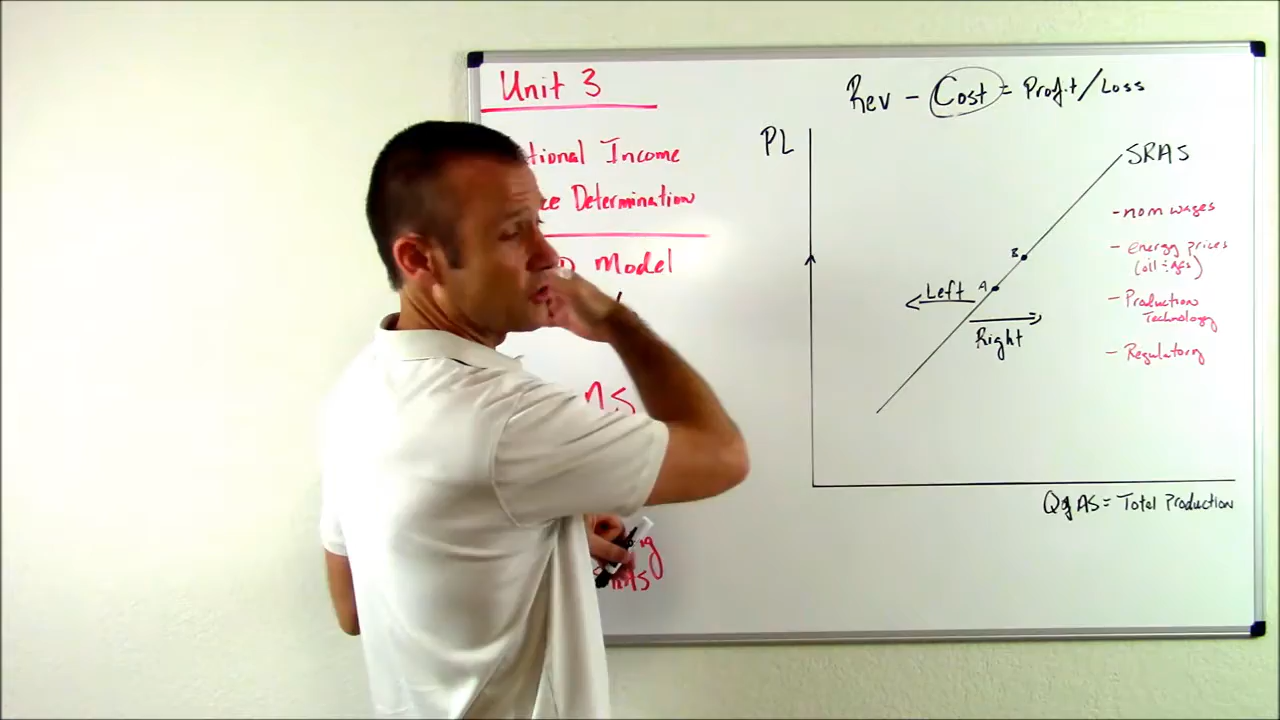 Unit 3
tional Income
ce Determination
Model
ns
Rev - Cost = Profit/Loss
PL
SRAS
- nom wages
- energy prices
(oil & gas)
- Production
Technology
- Regulatory
B
A
Left
Right
Q of AS = Total Production